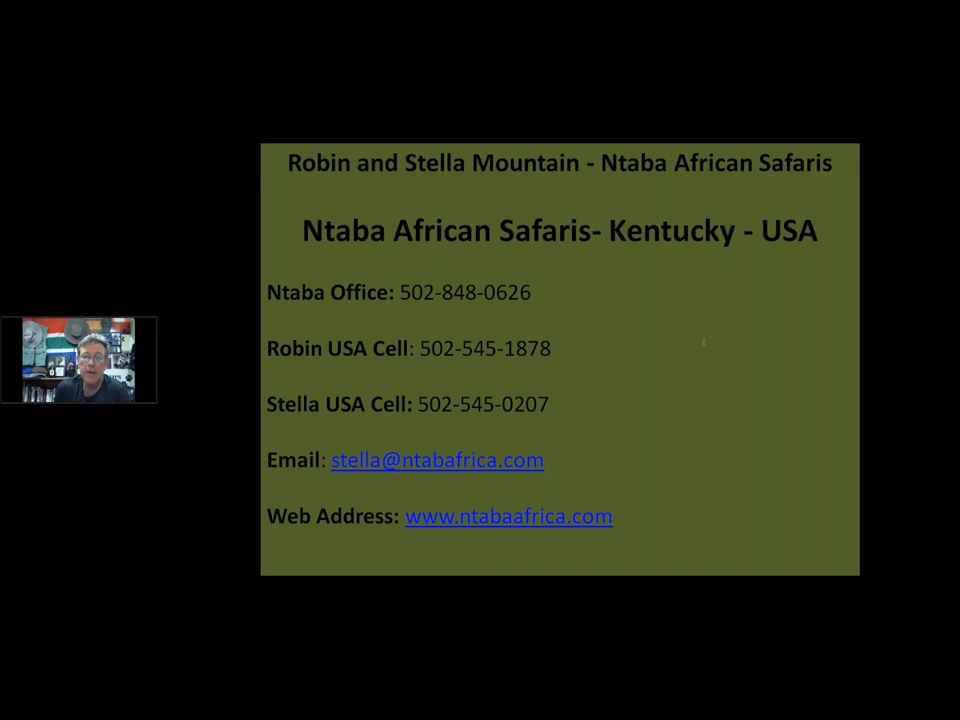 Robin and Stella Mountain - Ntaba African Safaris
Ntaba African Safaris- Kentucky - USA
Ntaba Office: 502-848-0626
Robin USA Cell: 502-545-1878
Stella USA Cell: 502-545-0207
Email: stella@ntabafrica.com
Web Address: www.ntabaafrica.com